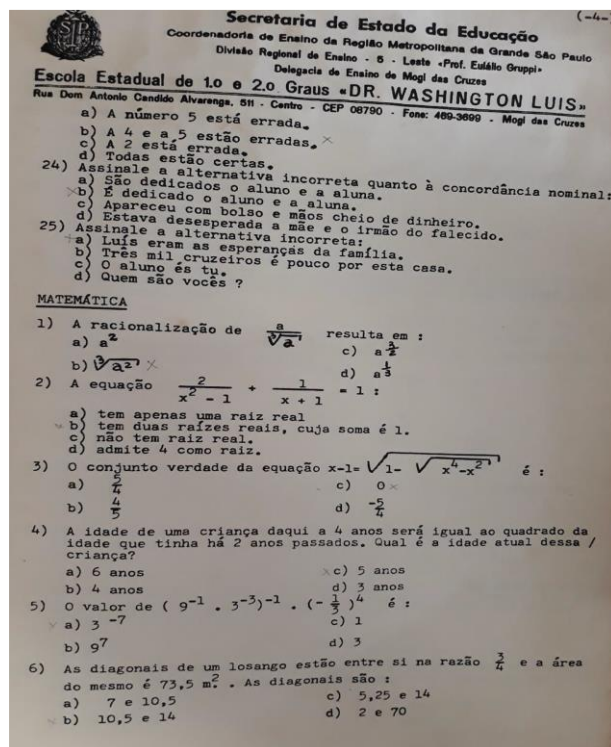 (-4-
Secretaria de Estado da Educação
Coordenadoria de Ensino da Região Metropolitana da Grande São Paulo
Divisão Regional de Ensino - 5 - Leste «Prof. Eulálio Gruppi»
Delegacia de Ensino de Mogi das Cruzes
Escola Estadual de 1.o e 2.o Graus «DR. WASHINGTON LUIS»
Rua Dom Antonio Candido Alvarenga, 511 - Centro - CEP 08790 - Fone: 469-3699 - Mogi das Cruzes
a) A número 5 está errada.
b) A 4 e a 5 estão erradas. ×
c) A 2 está errada.
d) Todas estão certas.
24) Assinale a alternativa incorreta quanto à concordância nominal:
a) São dedicados o aluno e a aluna.
×b) É dedicado o aluno e a aluna.
c) Apareceu com bolso e mãos cheio de dinheiro.
d) Estava desesperada a mãe e o irmão do falecido.
25) Assinale a alternativa incorreta:
×a) Luís eram as esperanças da família.
b) Três mil cruzeiros é pouco por esta casa.
c) O aluno és tu.
d) Quem são vocês ?
MATEMÁTICA
1) A racionalização de a/∛a resulta em :
a) a² c) a^(3/2)
b) ∛a² × d) a^(1/3)
2) A equação 2/(x² - 1) + 1/(x + 1) = 1 :
a) tem apenas uma raiz real
×b) tem duas raízes reais, cuja soma é 1.
c) não tem raiz real.
d) admite 4 como raiz.
3) O conjunto verdade da equação x-1= √(1- √(x⁴-x²)) é :
a) 5/4 c) 0 ×
b) 4/5 d) -5/4
4) A idade de uma criança daqui a 4 anos será igual ao quadrado da
idade que tinha há 2 anos passados. Qual é a idade atual dessa /
criança?
a) 6 anos ×c) 5 anos
b) 4 anos d) 3 anos
5) O valor de ( 9⁻¹ . 3⁻³)⁻¹ . (- 1/3 )⁴ é :
×a) 3 ⁻⁷ c) 1
b) 9⁷ d) 3
6) As diagonais de um losango estão entre si na razão 3/4 e a área
do mesmo é 73,5 m². . As diagonais são :
a) 7 e 10,5 c) 5,25 e 14
×b) 10,5 e 14 d) 2 e 70